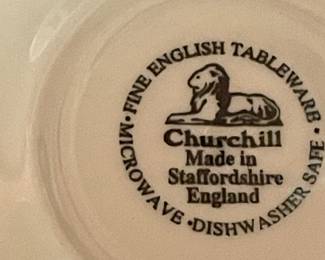 • FINE ENGLISH TABLEWARE •
Churchill
Made in
Staffordshire
England
MICROWAVE • DISHWASHER SAFE